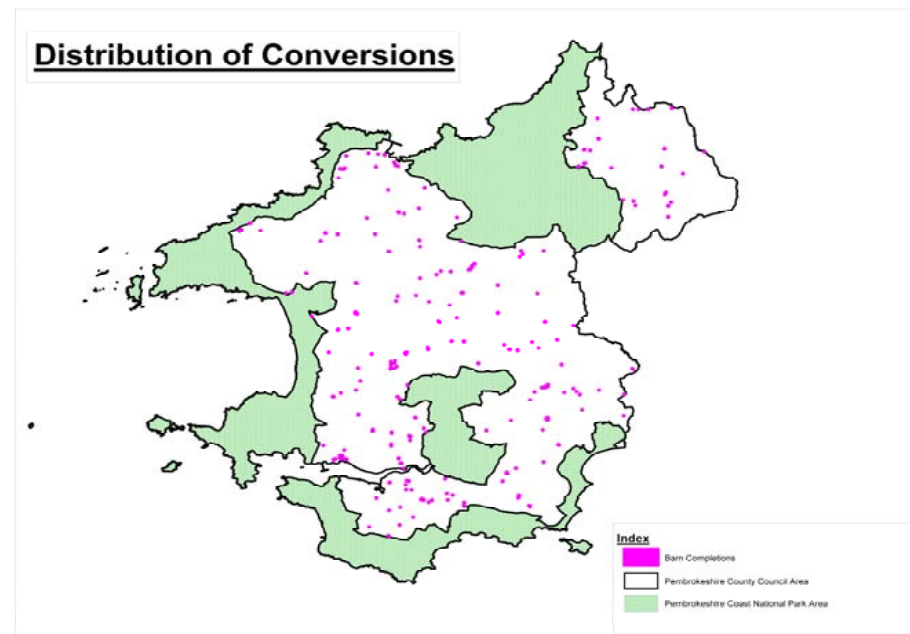 Distribution of Conversions
Index
Barn Completions
Pembrokeshire County Council Area
Pembrokeshire Coast National Park Area